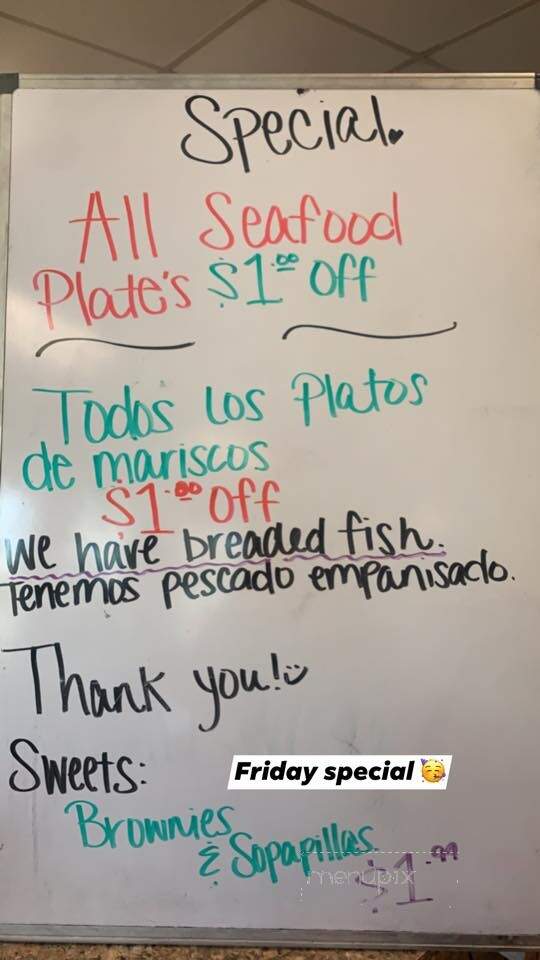 Special.
All Seafood
Plate's $1.00 Off
Todos los Platos
de mariscos
$1.00 Off
We have breaded fish.
Tenemos pescado empanisado.
Thank you!
Sweets:
Friday special 🥳
Brownies
& Sopapillas
$1.99
menupix